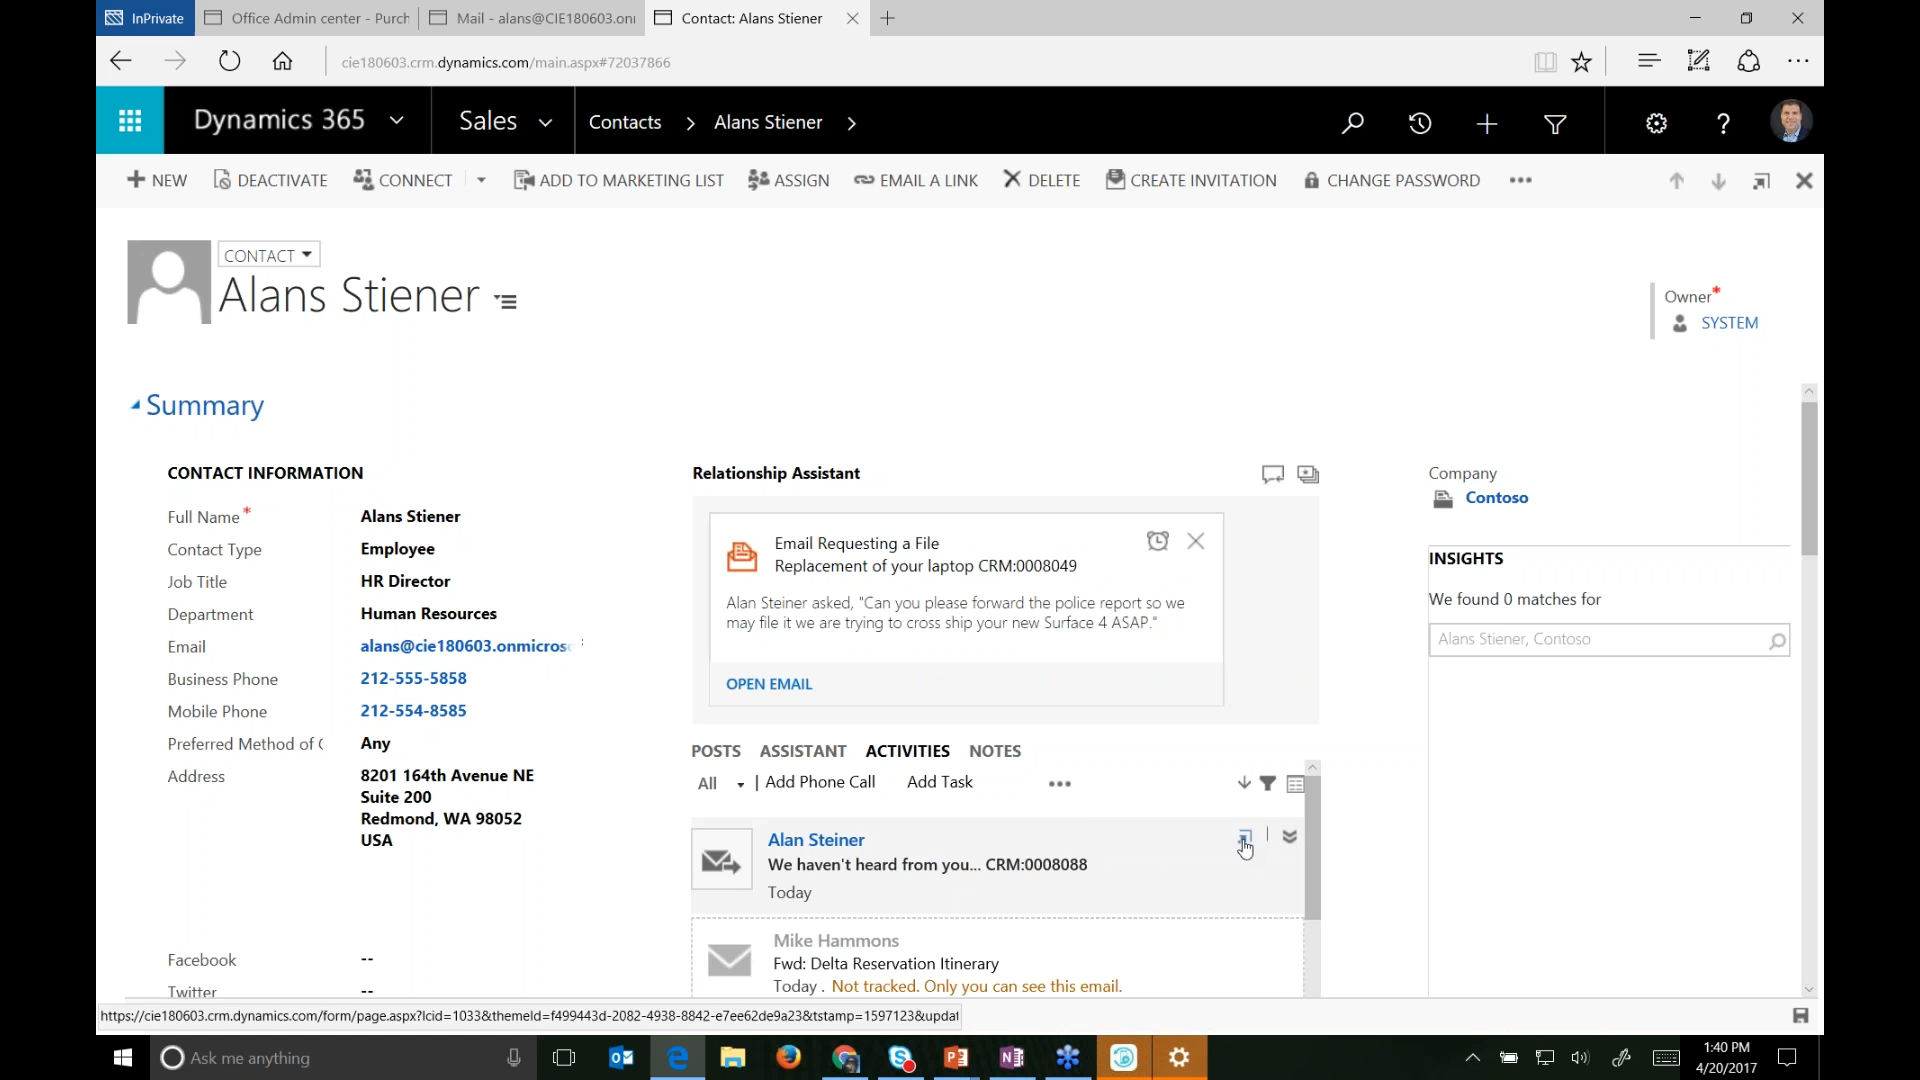 InPrivate
Office Admin center - Purch
Mail - alans@CIE180603.on
Contact: Alans Stiener
cie180603.crm.dynamics.com/main.aspx#72037866
Dynamics 365
Sales
Contacts > Alans Stiener >
NEW
DEACTIVATE
CONNECT
ADD TO MARKETING LIST
ASSIGN
EMAIL A LINK
DELETE
CREATE INVITATION
CHANGE PASSWORD
CONTACT
Alans Stiener
Owner*
SYSTEM
Summary
CONTACT INFORMATION
Full Name* Alans Stiener
Contact Type Employee
Job Title HR Director
Department Human Resources
Email alans@cie180603.onmicros
Business Phone 212-555-5858
Mobile Phone 212-554-8585
Preferred Method of Any
Address 8201 164th Avenue NE
Suite 200
Redmond, WA 98052
USA
Facebook --
Twitter --
Relationship Assistant
Email Requesting a File
Replacement of your laptop CRM:0008049
Alan Steiner asked, "Can you please forward the police report so we
may file it we are trying to cross ship your new Surface 4 ASAP."
OPEN EMAIL
POSTS ASSISTANT ACTIVITIES NOTES
All | Add Phone Call Add Task
Alan Steiner
We haven't heard from you... CRM:0008088
Today
Mike Hammons
Fwd: Delta Reservation Itinerary
Today . Not tracked. Only you can see this email.
Company
Contoso
INSIGHTS
We found 0 matches for
Alans Stiener, Contoso
https://cie180603.crm.dynamics.com/form/page.aspx?lcid=1033&themeId=f499443d-2082-4938-8842-e7ee62de9a23&tstamp=1597123&updat
Ask me anything
1:40 PM
4/20/2017